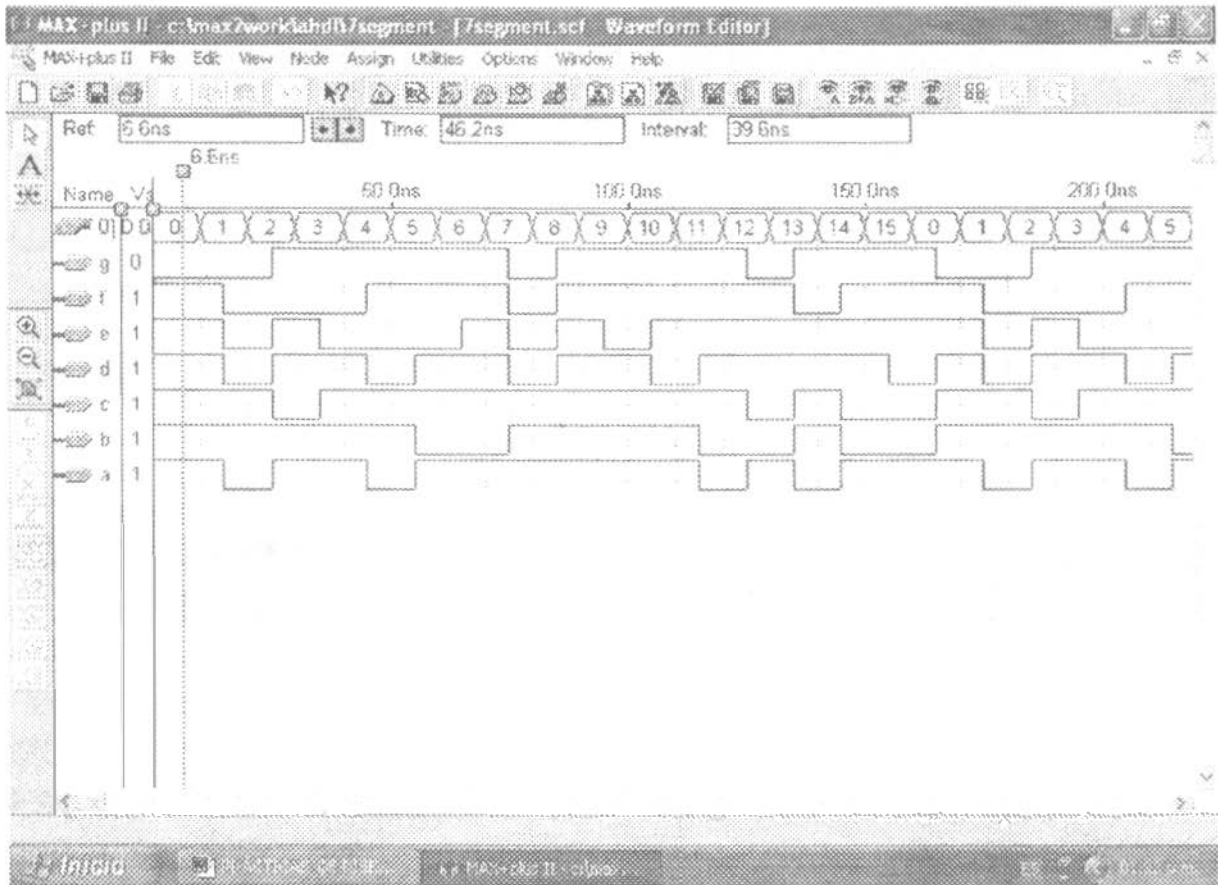 MAX+plus II - c:\max2work\ahdl\7segment - [7segment.scf - Waveform Editor]
MAX+plus II File Edit View Node Assign Utilities Options Window Help
Ref: 6.6ns Time: 46.2ns Interval: 39.6ns
6.6ns
Name 50.0ns 100.0ns 150.0ns 200.0ns
0 1 2 3 4 5 6 7 8 9 10 11 12 13 14 15 0 1 2 3 4 5
g 0
f 1
e 1
d 1
c 1
b 1
a 1
Inicio MAX+plus II - c:\max... ES